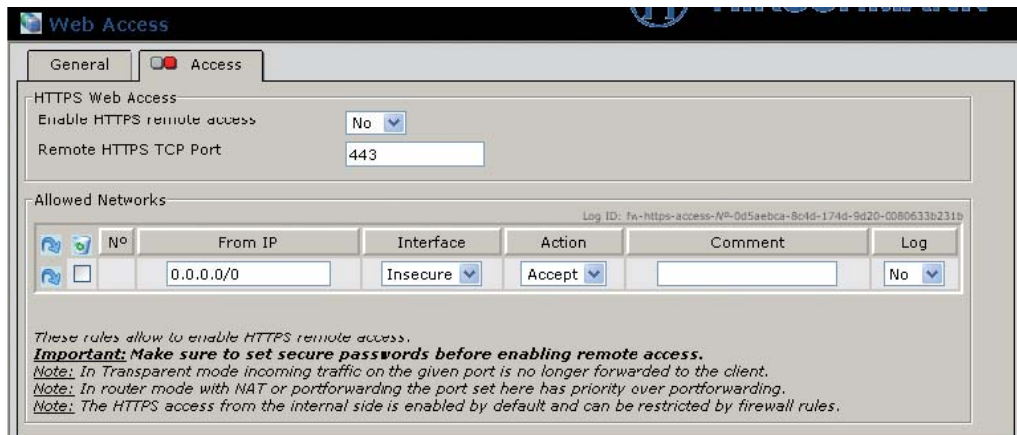 Web Access
General
Access
HTTPS Web Access
Enable HTTPS remote access
No
Remote HTTPS TCP Port
443
Allowed Networks
Log ID: fw-https-access-Nº-0d5aebca-8c4d-174d-9d20-0080633b231b
Nº From IP Interface Action Comment Log
0.0.0.0/0 Insecure Accept No
These rules allow to enable HTTPS remote access.
Important: Make sure to set secure passwords before enabling remote access.
Note: In Transparent mode incoming traffic on the given port is no longer forwarded to the client.
Note: In router mode with NAT or portforwarding the port set here has priority over portforwarding.
Note: The HTTPS access from the internal side is enabled by default and can be restricted by firewall rules.